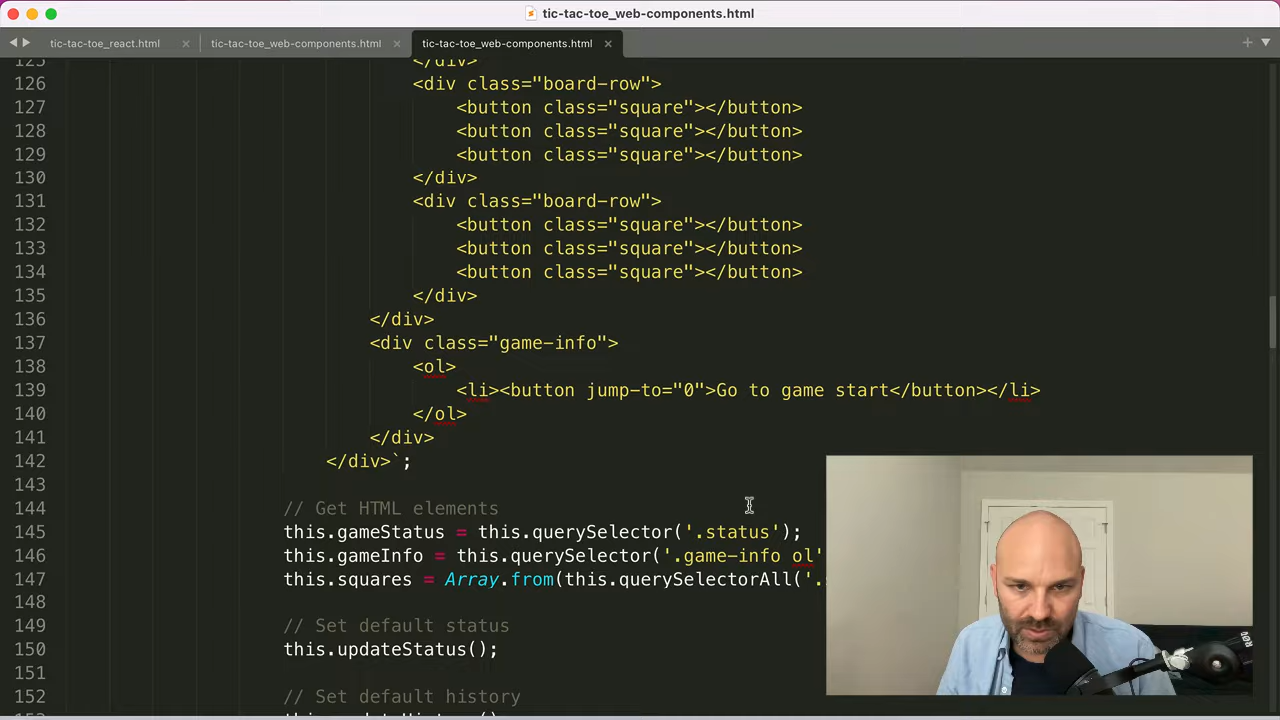 tic-tac-toe_web-components.html
tic-tac-toe_react.html
tic-tac-toe_web-components.html
tic-tac-toe_web-components.html
125 </div>
126 <div class="board-row">
127 <button class="square"></button>
128 <button class="square"></button>
129 <button class="square"></button>
130 </div>
131 <div class="board-row">
132 <button class="square"></button>
133 <button class="square"></button>
134 <button class="square"></button>
135 </div>
136 </div>
137 <div class="game-info">
138 <ol>
139 <li><button jump-to="0">Go to game start</button></li>
140 </ol>
141 </div>
142 </div>`;
143
144 // Get HTML elements
145 this.gameStatus = this.querySelector('.status');
146 this.gameInfo = this.querySelector('.game-info ol'
147 this.squares = Array.from(this.querySelectorAll('.
148
149 // Set default status
150 this.updateStatus();
151
152 // Set default history